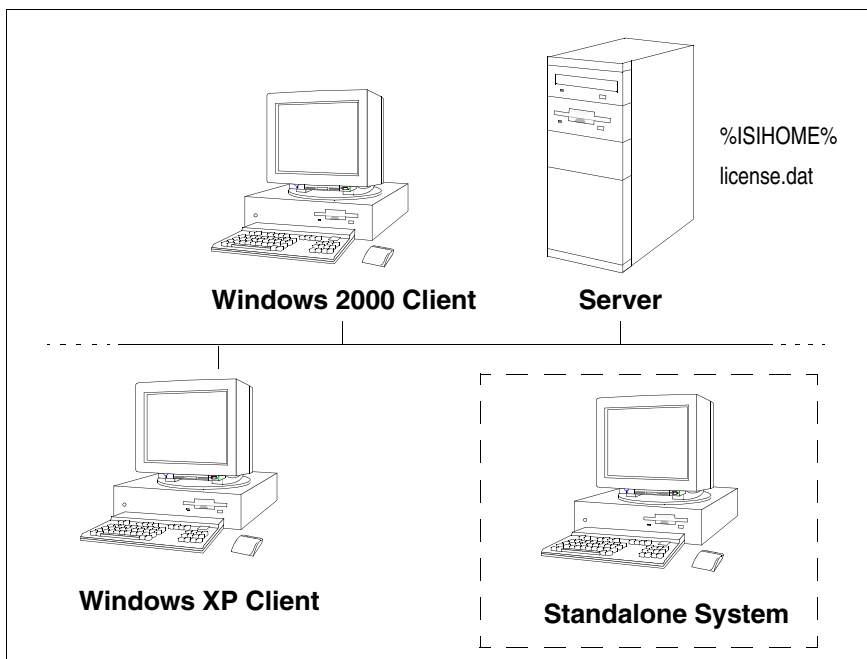 %ISIHOME%
license.dat
Windows 2000 Client
Server
Windows XP Client
Standalone System